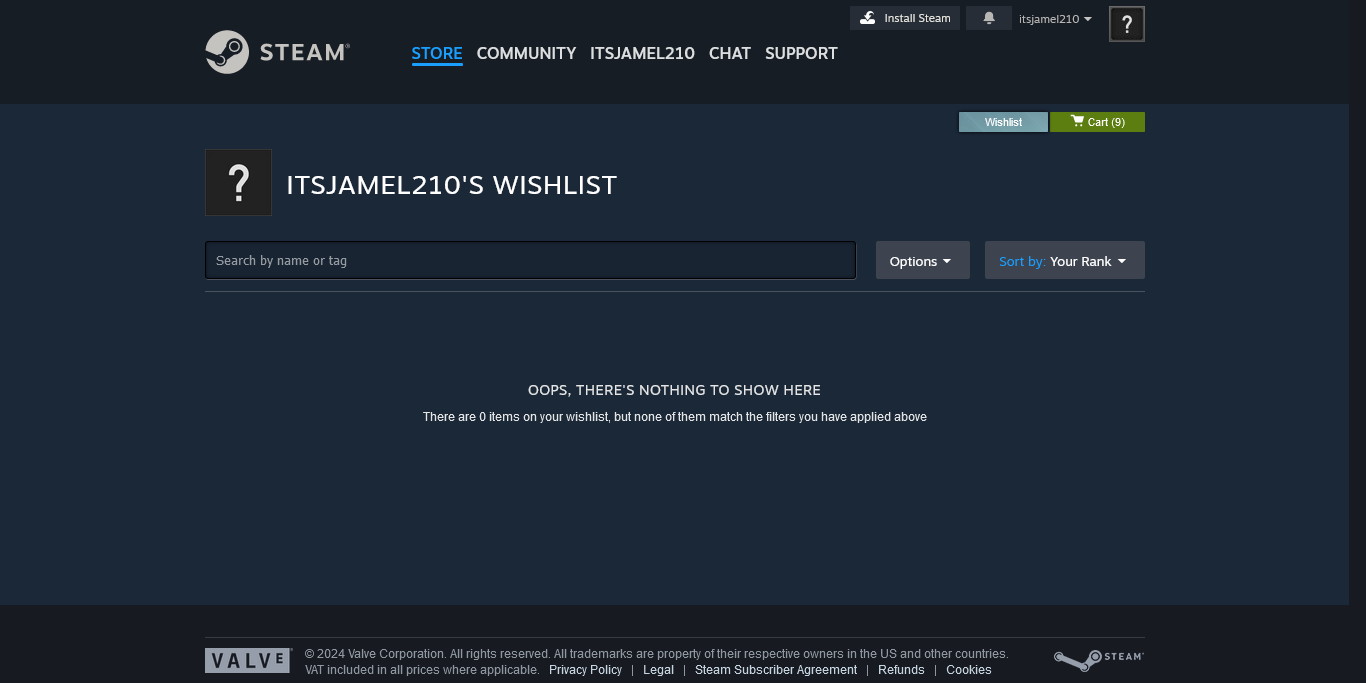 Install Steam
itsjamel210
?
STEAM®
STORE COMMUNITY ITSJAMEL210 CHAT SUPPORT
Wishlist
Cart (9)
?
ITSJAMEL210'S WISHLIST
Search by name or tag
Options
Sort by: Your Rank
OOPS, THERE'S NOTHING TO SHOW HERE
There are 0 items on your wishlist, but none of them match the filters you have applied above
VALVE
© 2024 Valve Corporation. All rights reserved. All trademarks are property of their respective owners in the US and other countries.
VAT included in all prices where applicable. Privacy Policy | Legal | Steam Subscriber Agreement | Refunds | Cookies
STEAM